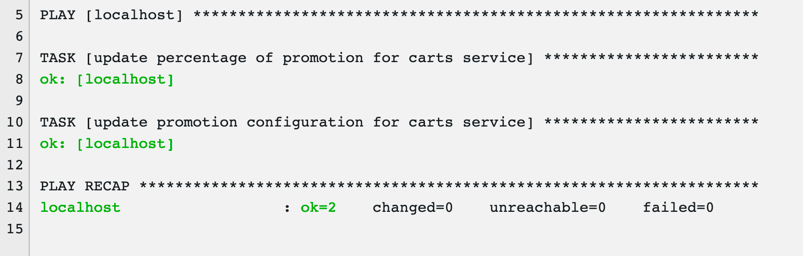 5 PLAY [localhost] ***************************************************************
6
7 TASK [update percentage of promotion for carts service] ************************
8 ok: [localhost]
9
10 TASK [update promotion configuration for carts service] ************************
11 ok: [localhost]
12
13 PLAY RECAP *********************************************************************
14 localhost : ok=2 changed=0 unreachable=0 failed=0
15